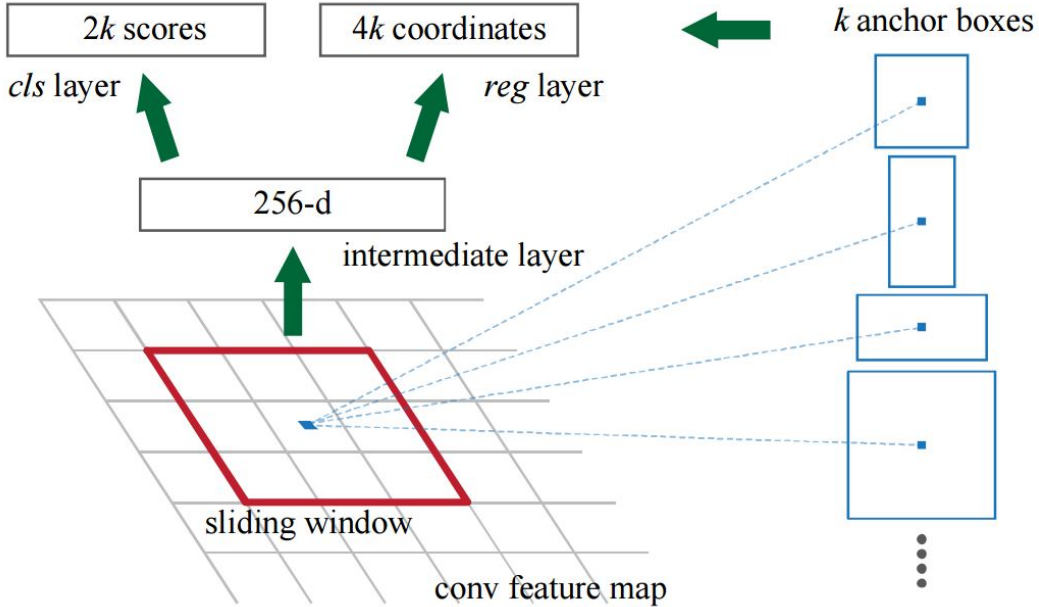 2k scores
4k coordinates
k anchor boxes
cls layer
reg layer
256-d
intermediate layer
sliding window
conv feature map